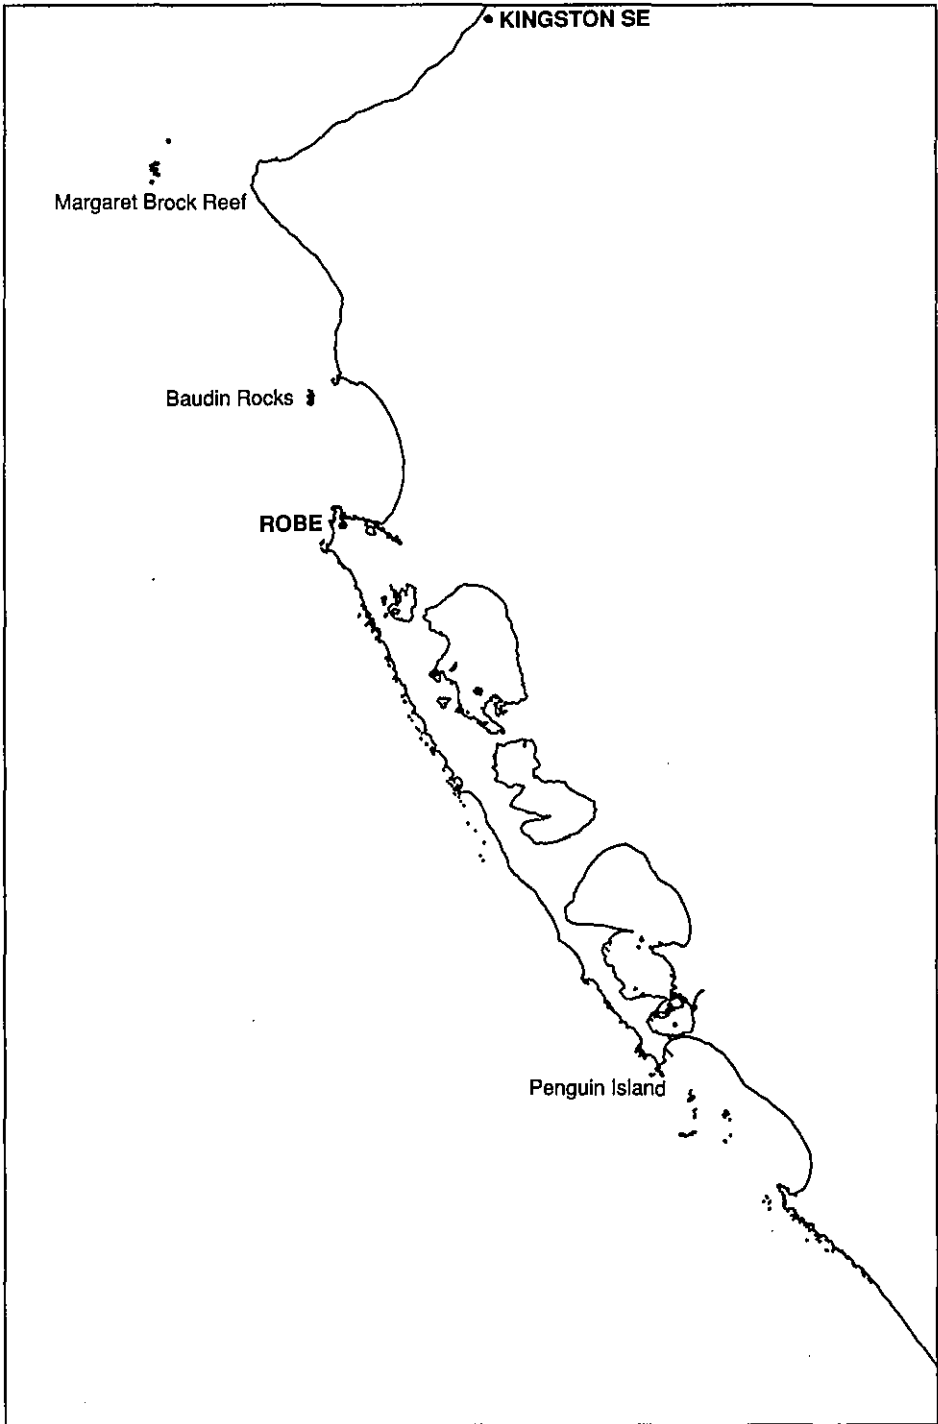 KINGSTON SE
Margaret Brock Reef
Baudin Rocks
ROBE
Penguin Island